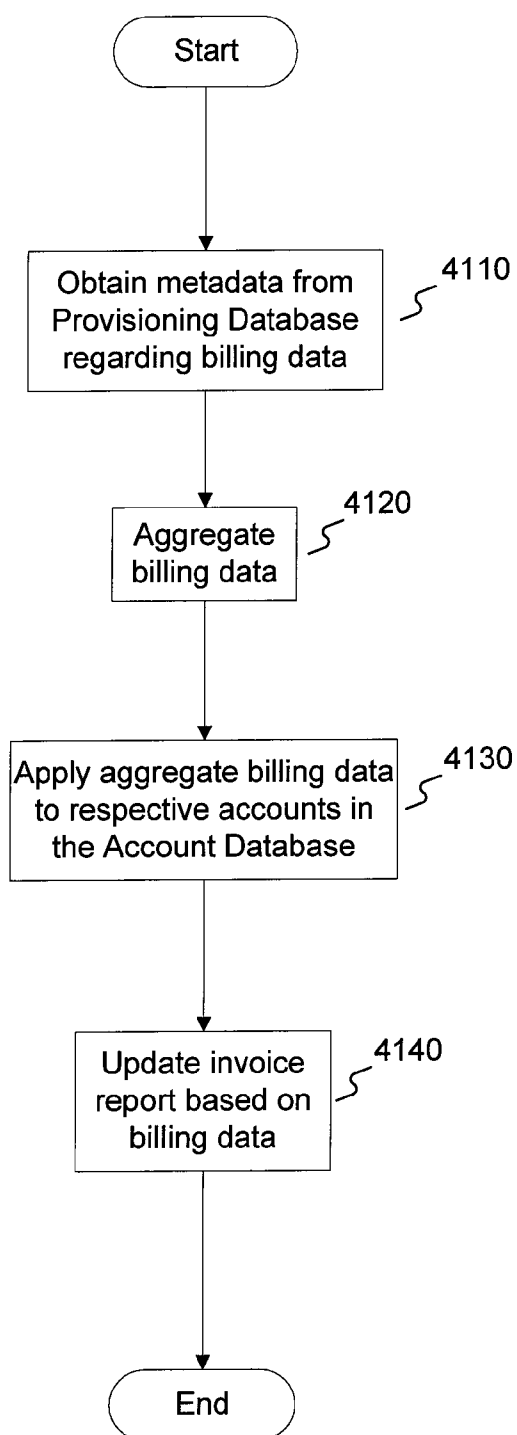 Start
Obtain metadata from
Provisioning Database
regarding billing data
4110
Aggregate
billing data
4120
Apply aggregate billing data
to respective accounts in
the Account Database
4130
Update invoice
report based on
billing data
4140
End